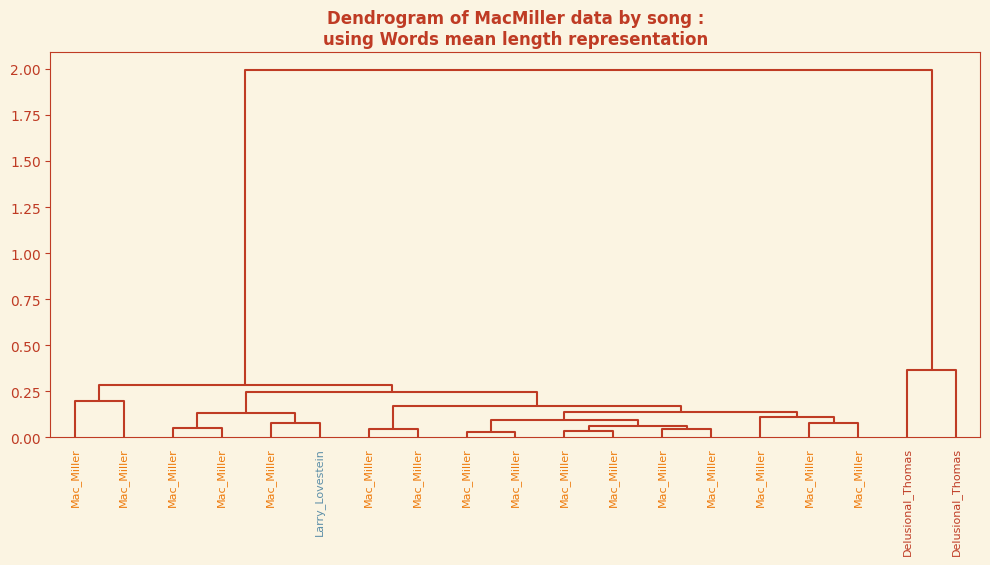 Dendrogram of MacMiller data by song :
using Words mean length representation
2.00
1.75
1.50
1.25
1.00
0.75
0.50
0.25
0.00
Mac_Miller
Mac_Miller
Mac_Miller
Mac_Miller
Mac_Miller
Larry_Lovestein
Mac_Miller
Mac_Miller
Mac_Miller
Mac_Miller
Mac_Miller
Mac_Miller
Mac_Miller
Mac_Miller
Mac_Miller
Mac_Miller
Mac_Miller
Delusional_Thomas
Delusional_Thomas